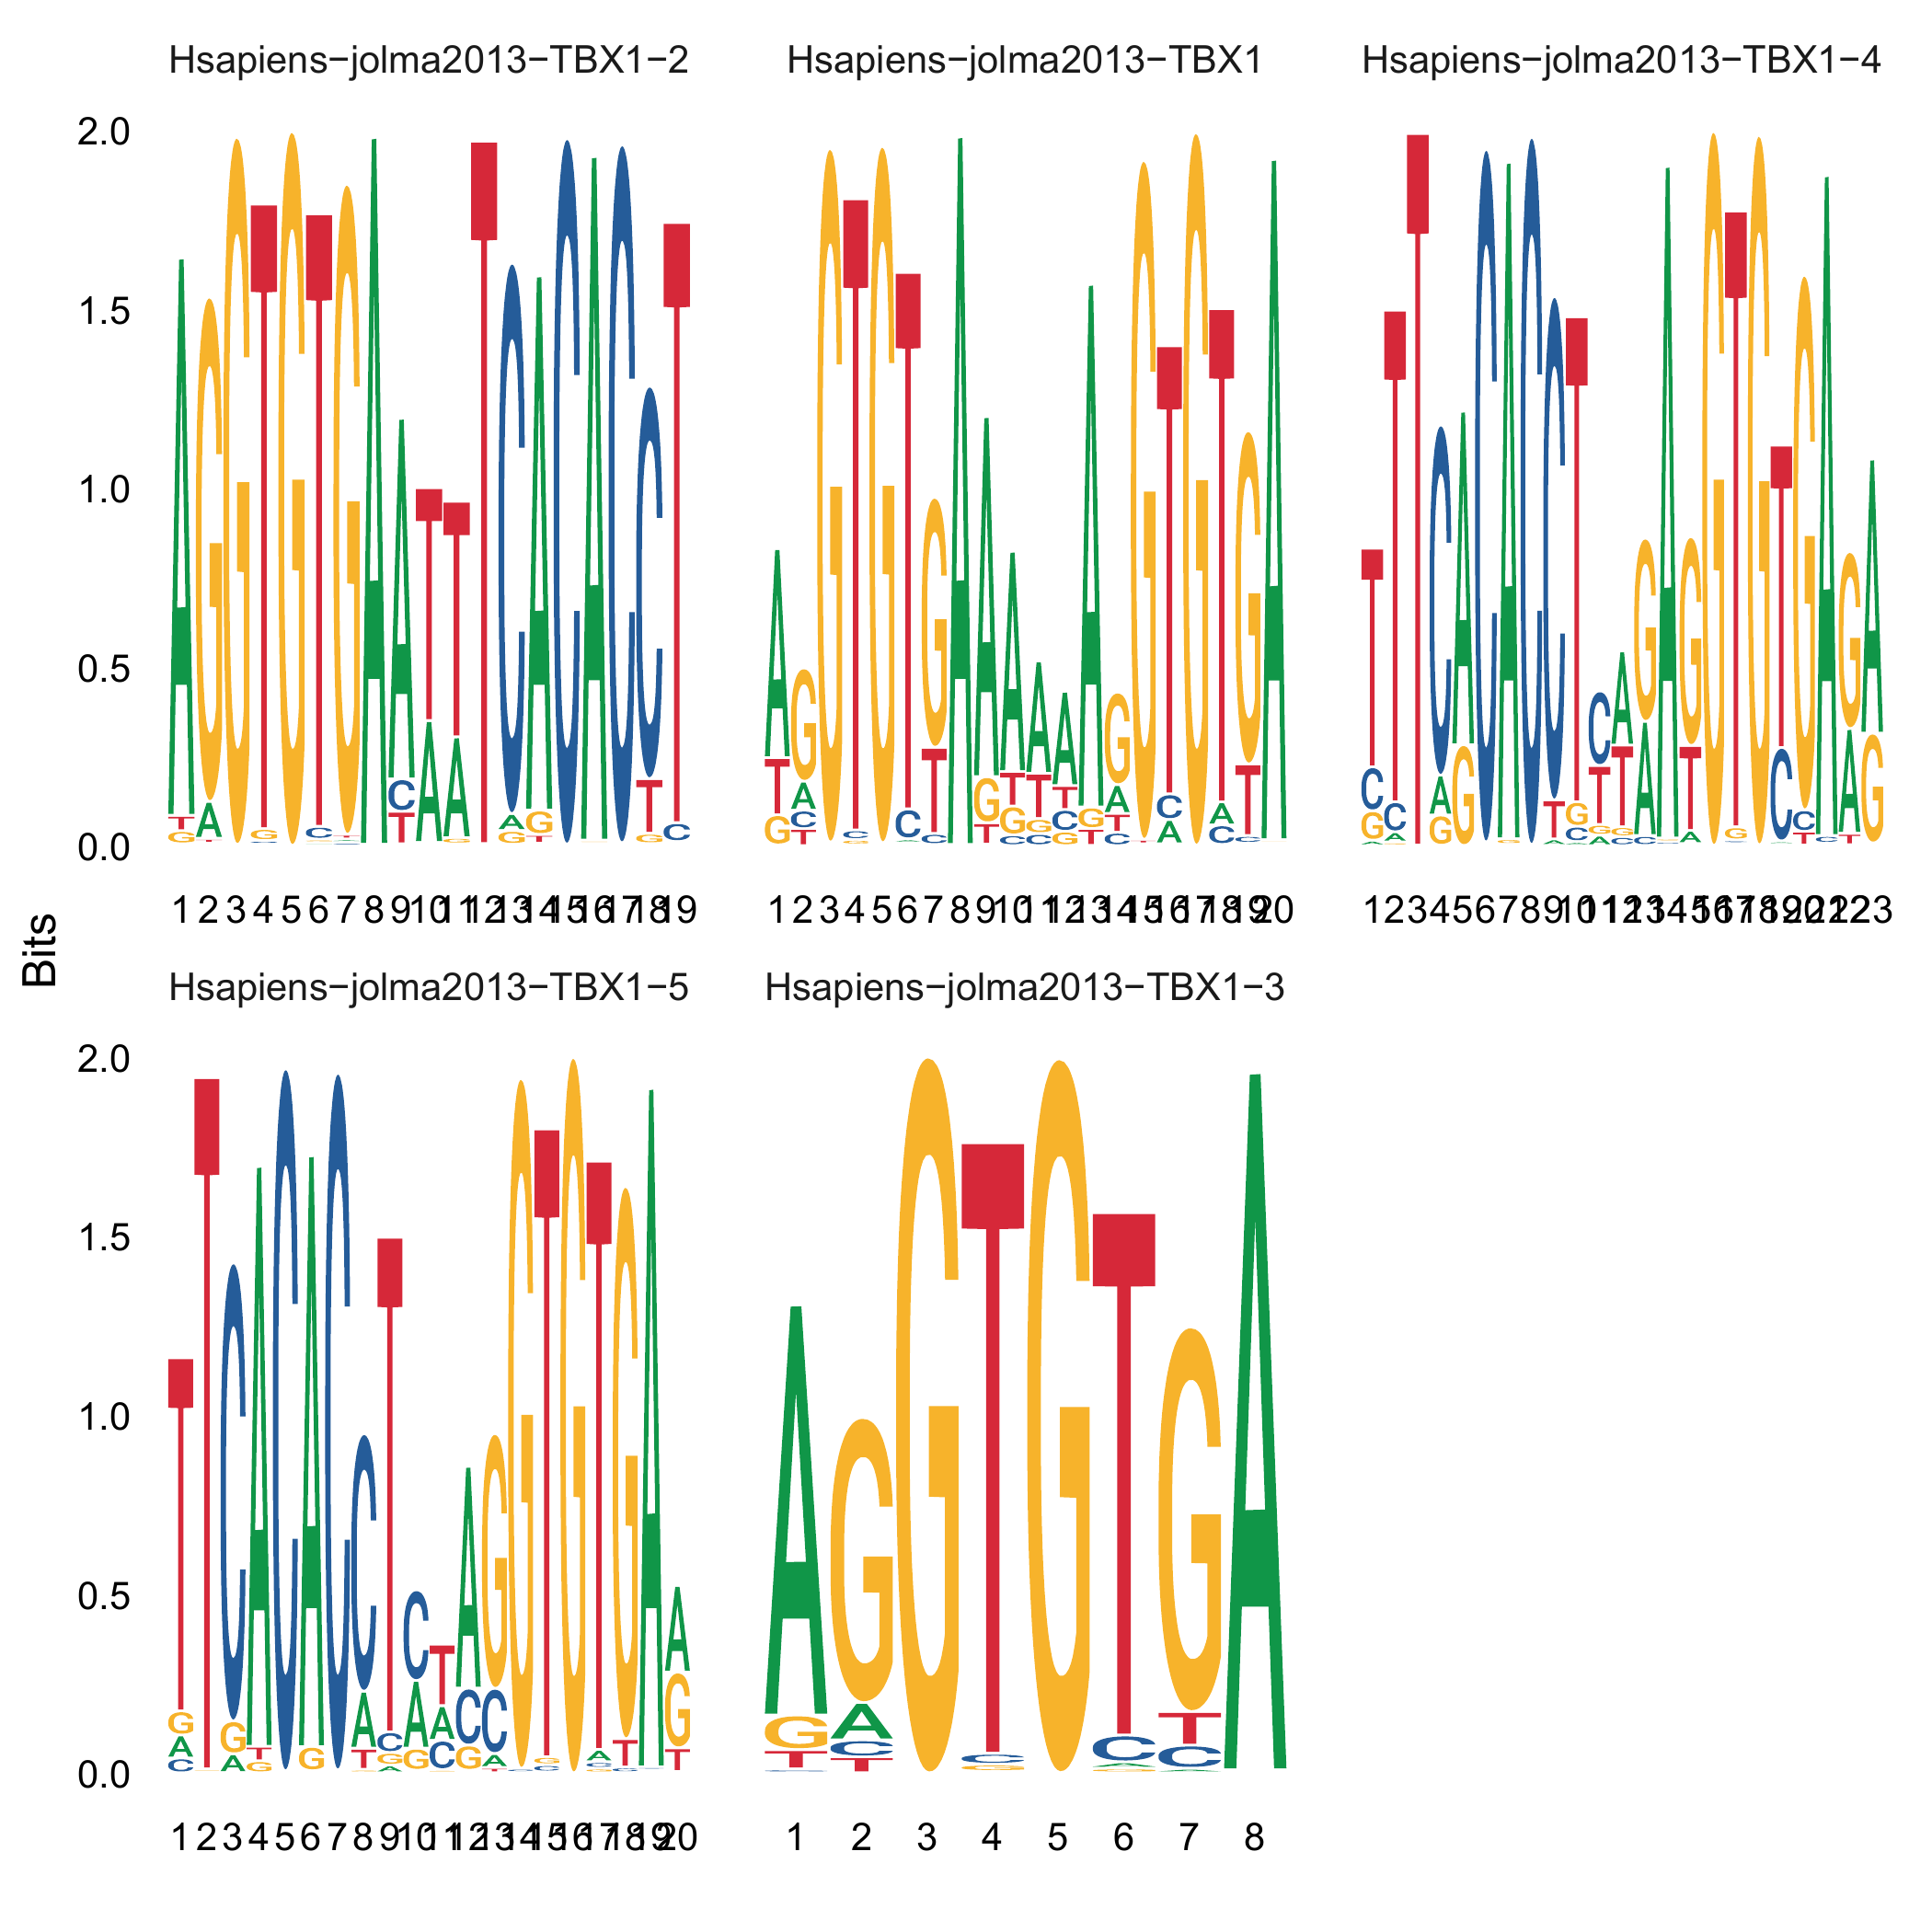 Hsapiens−jolma2013−TBX1−2 Hsapiens−jolma2013−TBX1 Hsapiens−jolma2013−TBX1−4
2.0
1.5
1.0
0.5
0.0
1 2 3 4 5 6 7 8 9 10 11 12 13 14 15 16 17 18 19 1 2 3 4 5 6 7 8 9 10 11 12 13 14 15 16 17 18 19 20 1 2 3 4 5 6 7 8 9 10 11 12 13 14 15 16 17 18 19 20 21 22 23
Bits
Hsapiens−jolma2013−TBX1−5 Hsapiens−jolma2013−TBX1−3
2.0
1.5
1.0
0.5
0.0
1 2 3 4 5 6 7 8 9 10 11 12 13 14 15 16 17 18 19 20 1 2 3 4 5 6 7 8